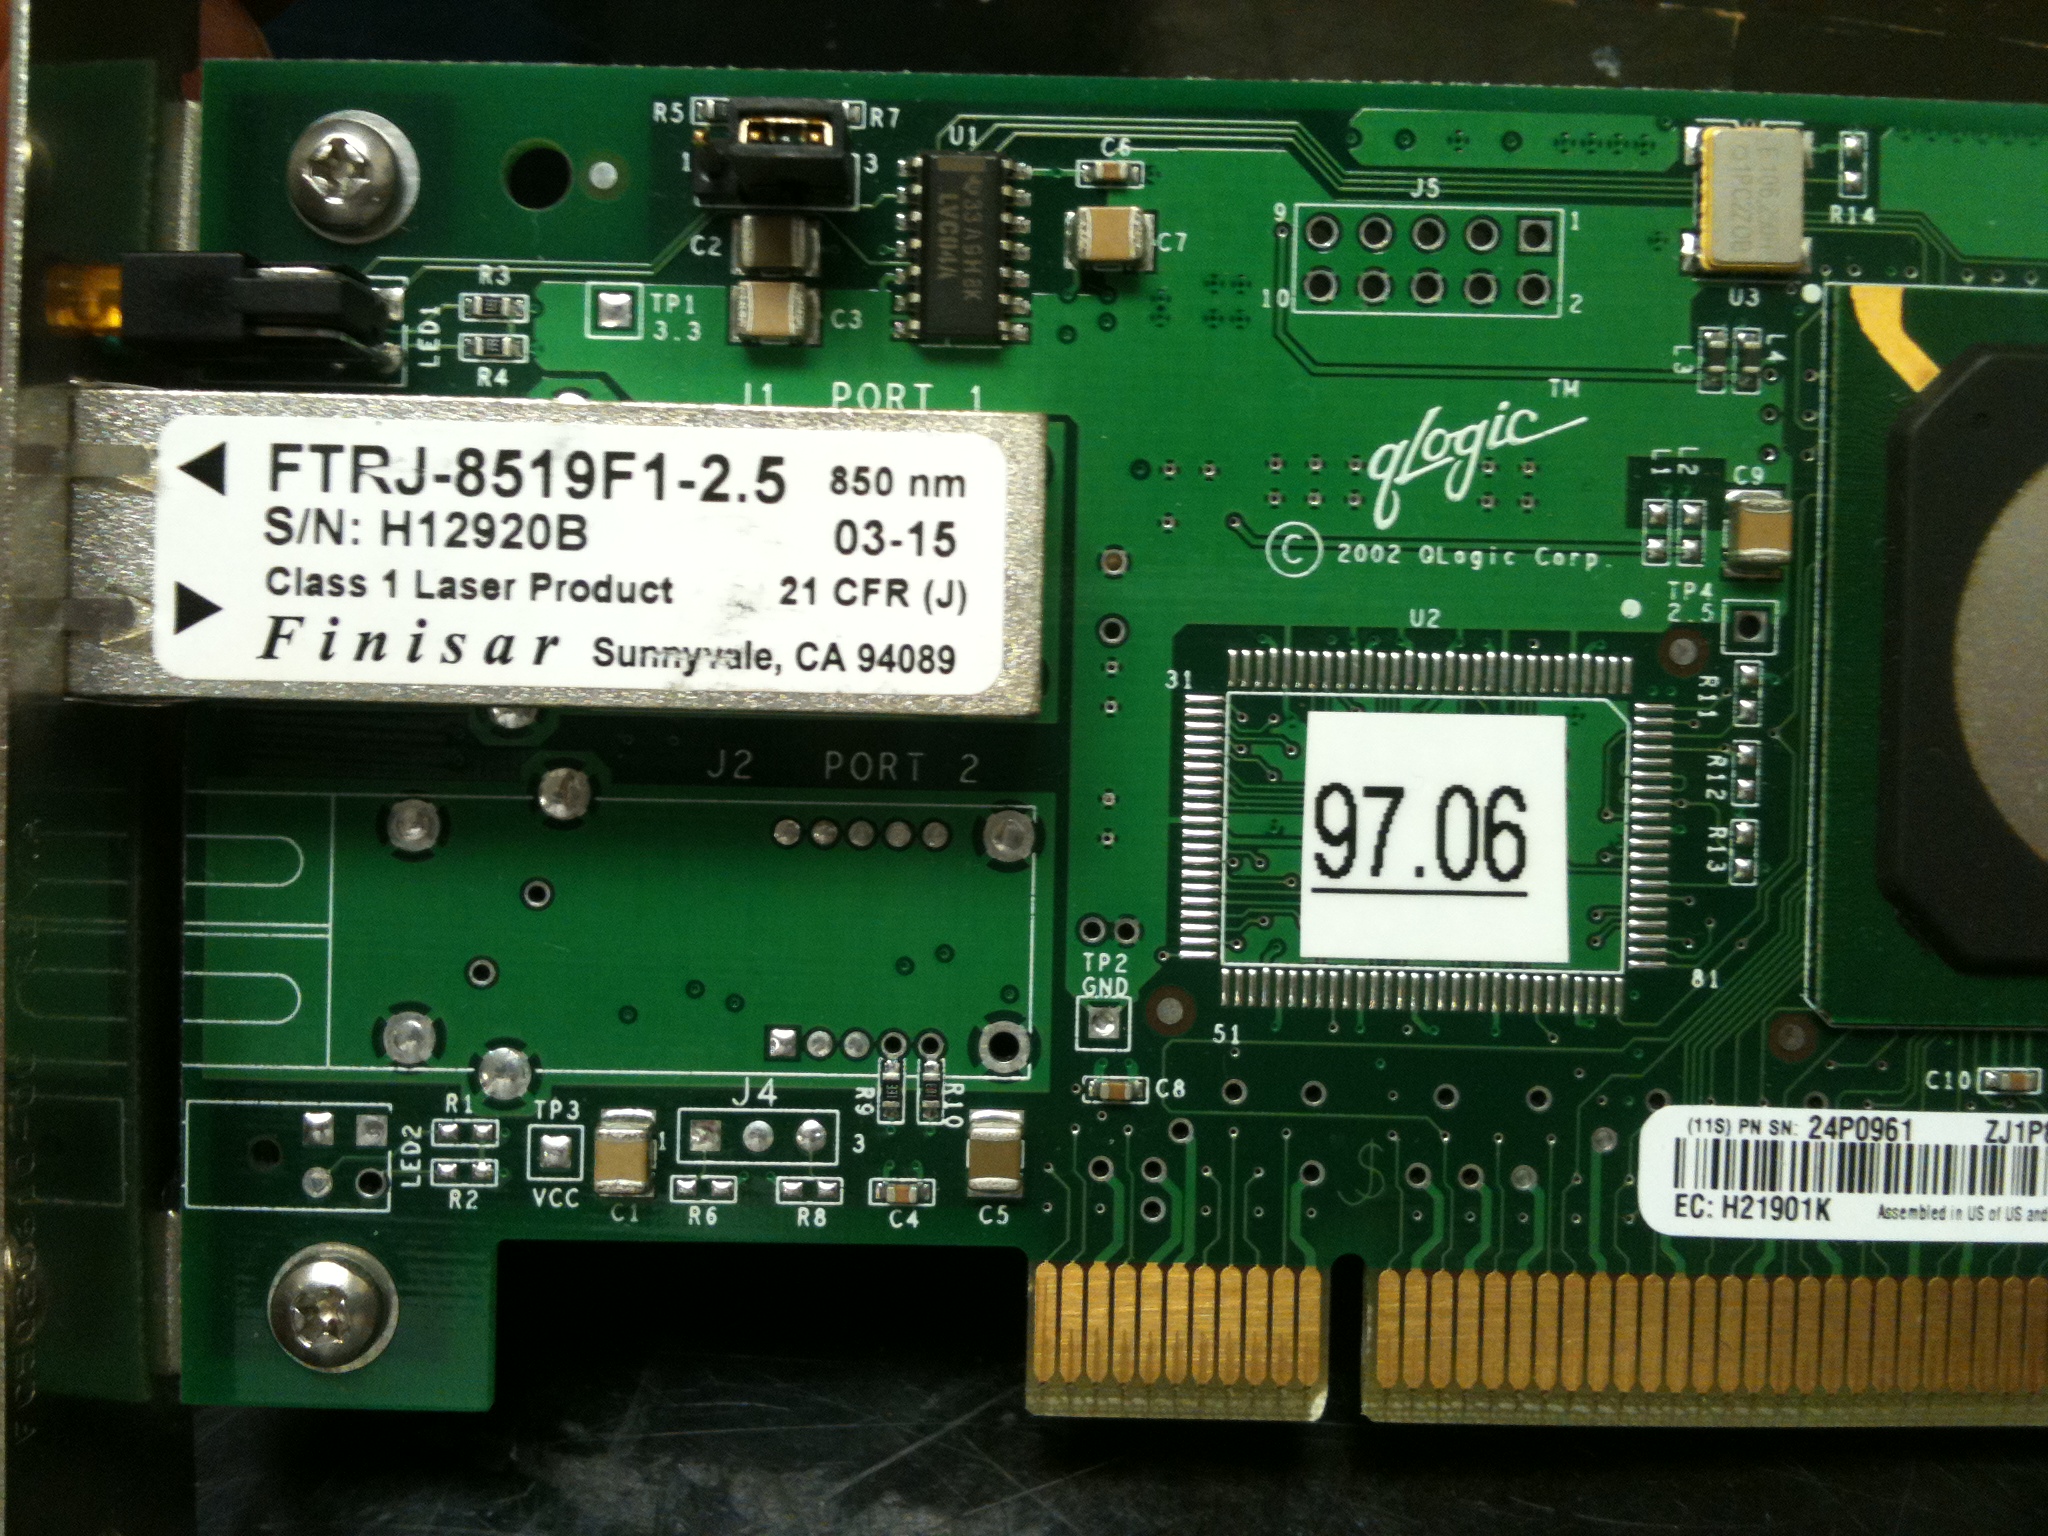 R5
R7
1
3
U1
C6
J5
9
1
10
2
R14
C2
C7
U3
R3
LED1
TP1
3.3
C3
LVC04A
R4
L3
L4
J1 PORT 1
TM
qLogic
© 2002 QLogic Corp.
L1
L2
C9
FTRJ-8519F1-2.5 850 nm
S/N: H12920B 03-15
Class 1 Laser Product 21 CFR (J)
Finisar Sunnyvale, CA 94089
TP4
2.5
U2
31
R11
R12
R13
97.06
J2 PORT 2
TP2
GND
81
51
C8
C10
R9
R10
J4
1
3
R1
LED2
R2
TP3
VCC
C1
R6
R8
C4
C5
(11S) PN SN: 24P0961 ZJ1P8
EC: H21901K Assembled in US of US and